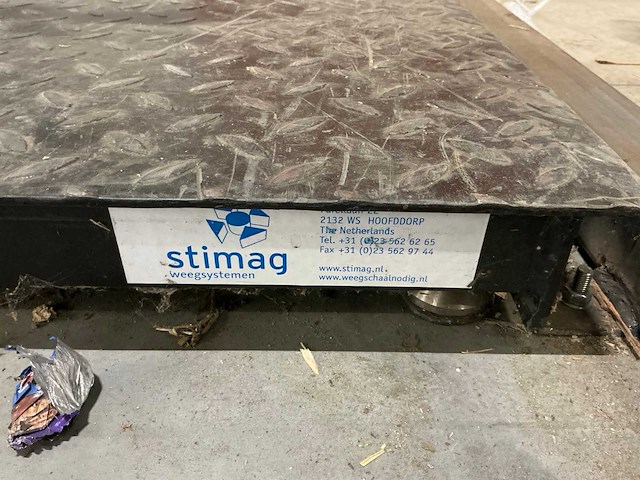 stimag
weegsystemen
2132 WS HOOFDDORP
The Netherlands
Tel. +31 (0)23 562 62 65
Fax +31 (0)23 562 97 44
www.stimag.nl
www.weegschaalnodig.nl